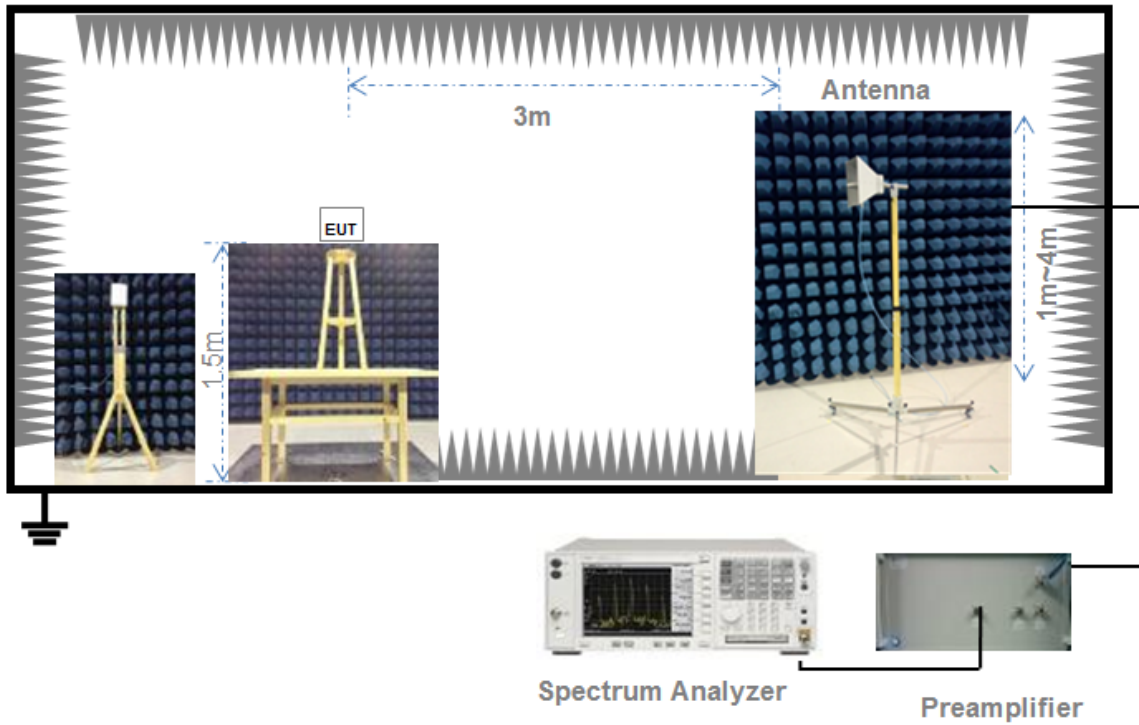 Antenna
3m
EUT
1.5m
1m~4m
Spectrum Analyzer
Preamplifier